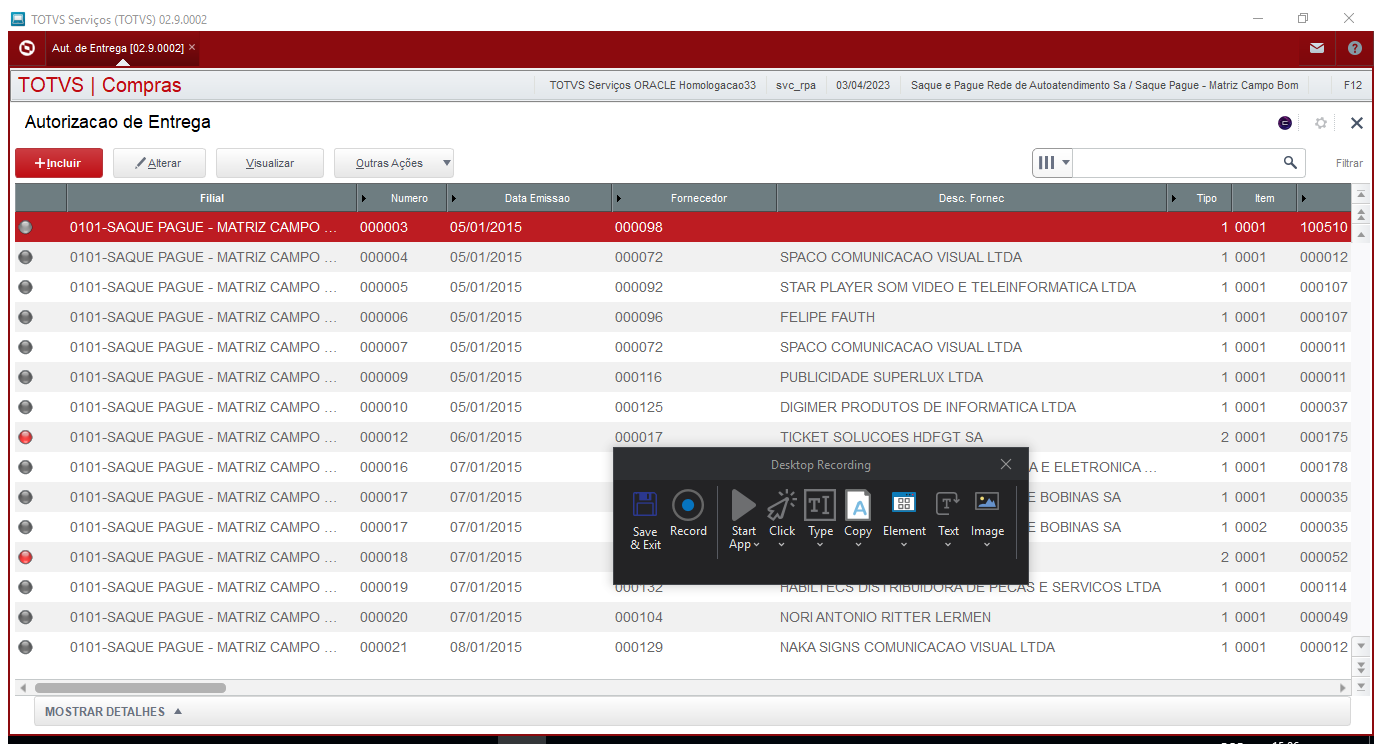 TOTVS Serviços (TOTVS) 02.9.0002
Aut. de Entrega [02.9.0002] ×
TOTVS | Compras TOTVS Serviços ORACLE Homologacao33 svc_rpa 03/04/2023 Saque e Pague Rede de Autoatendimento Sa / Saque Pague - Matriz Campo Bom F12
Autorizacao de Entrega
+Incluir Alterar Visualizar Outras Ações Filtrar
Filial Numero Data Emissao Fornecedor Desc. Fornec Tipo Item
0101-SAQUE PAGUE - MATRIZ CAMPO ... 000003 05/01/2015 000098 1 0001 100510
0101-SAQUE PAGUE - MATRIZ CAMPO ... 000004 05/01/2015 000072 SPACO COMUNICACAO VISUAL LTDA 1 0001 000012
0101-SAQUE PAGUE - MATRIZ CAMPO ... 000005 05/01/2015 000092 STAR PLAYER SOM VIDEO E TELEINFORMATICA LTDA 1 0001 000107
0101-SAQUE PAGUE - MATRIZ CAMPO ... 000006 05/01/2015 000096 FELIPE FAUTH 1 0001 000107
0101-SAQUE PAGUE - MATRIZ CAMPO ... 000007 05/01/2015 000072 SPACO COMUNICACAO VISUAL LTDA 1 0001 000011
0101-SAQUE PAGUE - MATRIZ CAMPO ... 000009 05/01/2015 000116 PUBLICIDADE SUPERLUX LTDA 1 0001 000011
0101-SAQUE PAGUE - MATRIZ CAMPO ... 000010 05/01/2015 000125 DIGIMER PRODUTOS DE INFORMATICA LTDA 1 0001 000037
0101-SAQUE PAGUE - MATRIZ CAMPO ... 000012 06/01/2015 000017 TICKET SOLUCOES HDFGT SA 2 0001 000175
0101-SAQUE PAGUE - MATRIZ CAMPO ... 000016 07/01/2015 A E ELETRONICA ... 1 0001 000178
0101-SAQUE PAGUE - MATRIZ CAMPO ... 000017 07/01/2015 E BOBINAS SA 1 0001 000035
0101-SAQUE PAGUE - MATRIZ CAMPO ... 000017 07/01/2015 E BOBINAS SA 1 0002 000035
0101-SAQUE PAGUE - MATRIZ CAMPO ... 000018 07/01/2015 2 0001 000052
0101-SAQUE PAGUE - MATRIZ CAMPO ... 000019 07/01/2015 000132 HABILTECS DISTRIBUIDORA DE PECAS E SERVICOS LTDA 1 0001 000114
0101-SAQUE PAGUE - MATRIZ CAMPO ... 000020 07/01/2015 000104 NORI ANTONIO RITTER LERMEN 1 0001 000049
0101-SAQUE PAGUE - MATRIZ CAMPO ... 000021 08/01/2015 000129 NAKA SIGNS COMUNICACAO VISUAL LTDA 1 0001 000012
Desktop Recording
Save & Exit Record Start App Click Type Copy Element Text Image
MOSTRAR DETALHES